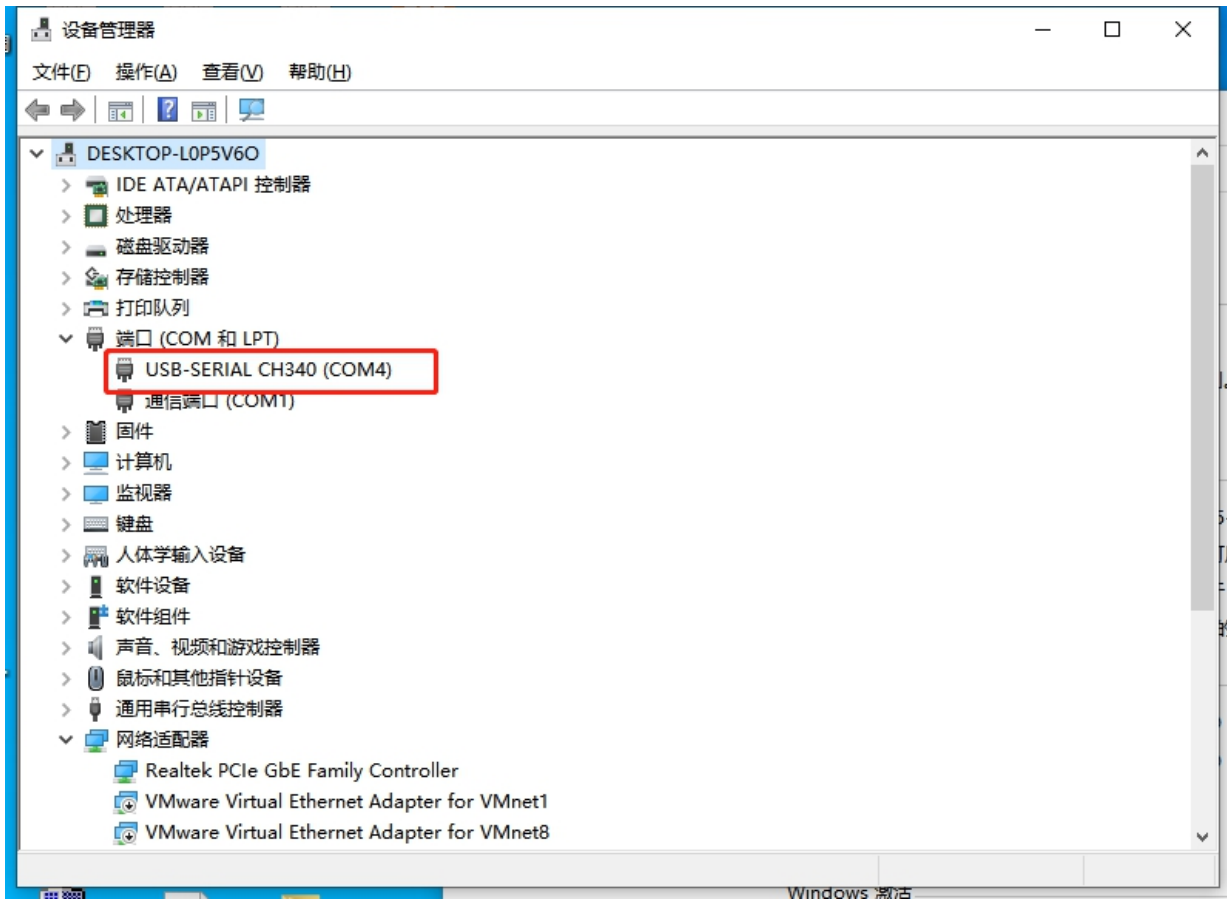 设备管理器
文件(F) 操作(A) 查看(V) 帮助(H)
DESKTOP-L0P5V6O
IDE ATA/ATAPI 控制器
处理器
磁盘驱动器
存储控制器
打印队列
端口 (COM 和 LPT)
USB-SERIAL CH340 (COM4)
通信端口 (COM1)
固件
计算机
监视器
键盘
人体学输入设备
软件设备
软件组件
声音、视频和游戏控制器
鼠标和其他指针设备
通用串行总线控制器
网络适配器
Realtek PCIe GbE Family Controller
VMware Virtual Ethernet Adapter for VMnet1
VMware Virtual Ethernet Adapter for VMnet8
Windows 激活